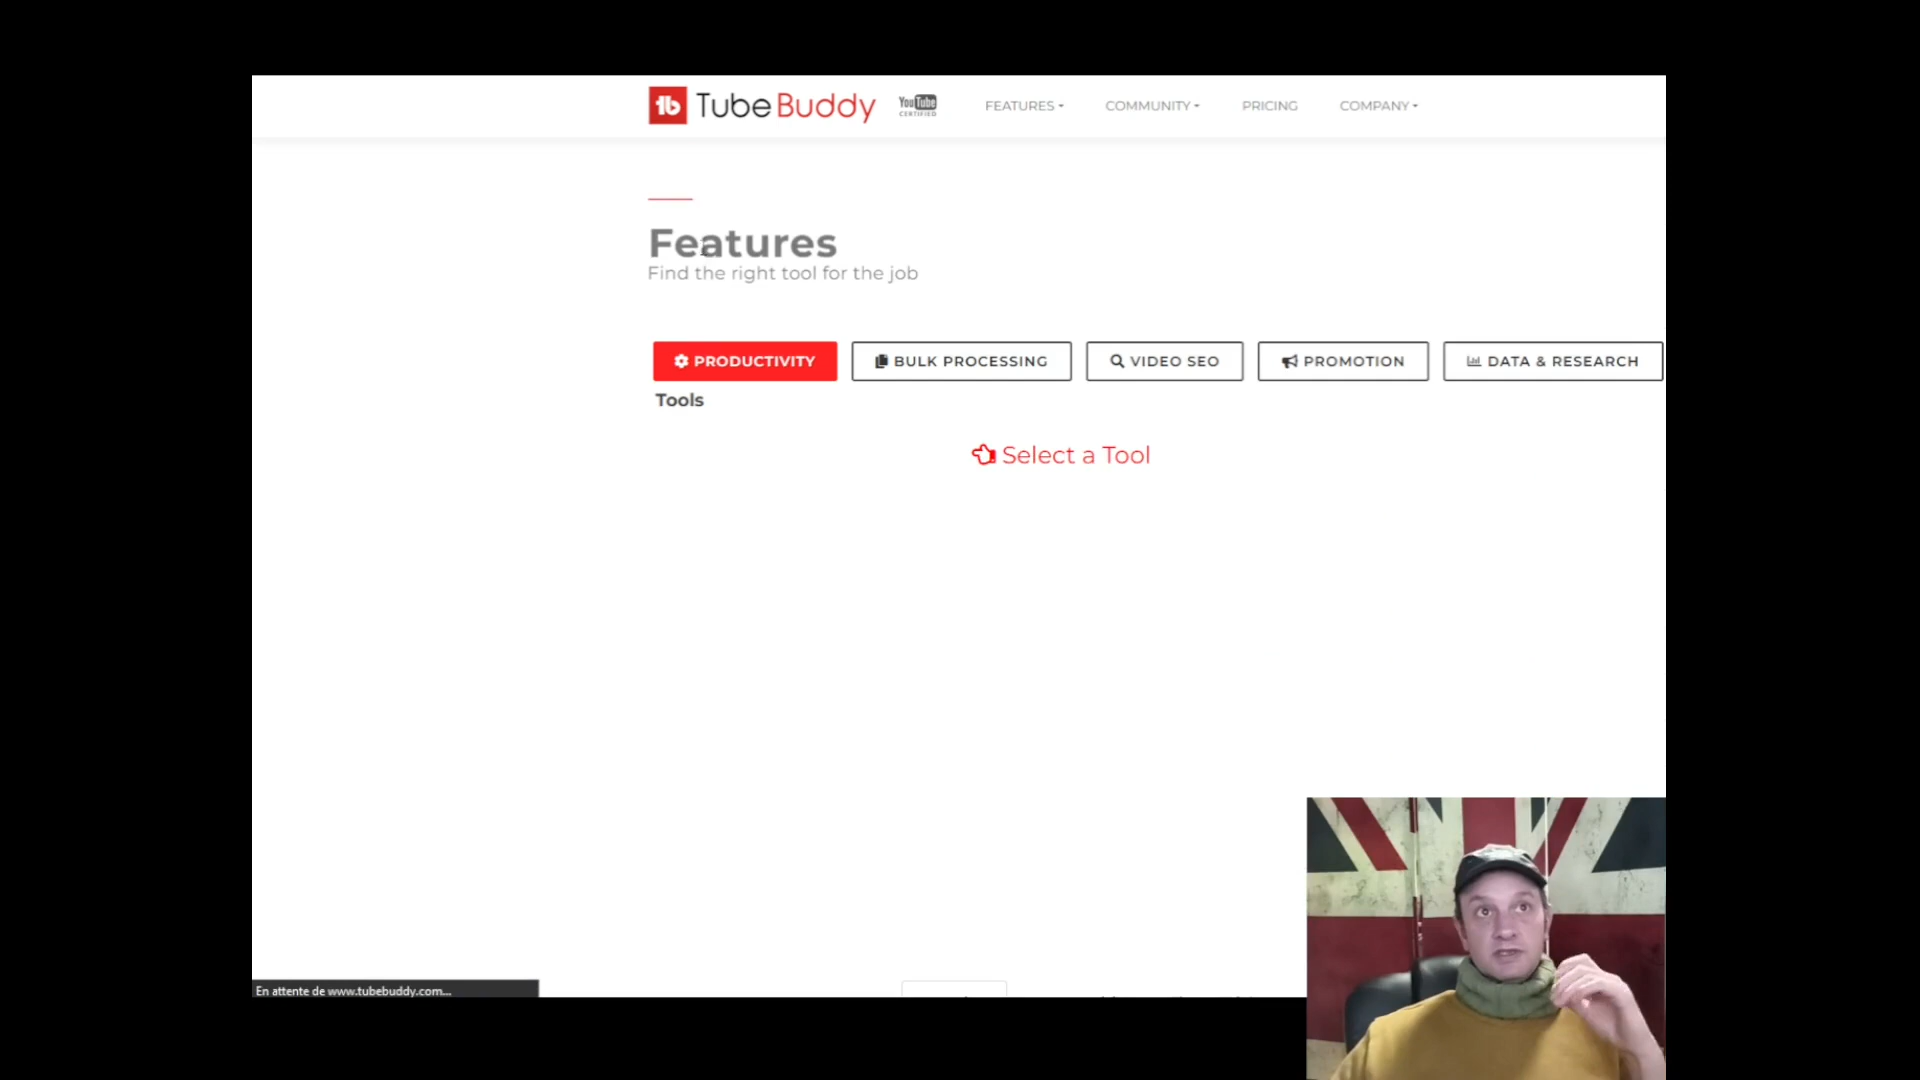 tb TubeBuddy YouTube CERTIFIED FEATURES COMMUNITY PRICING COMPANY
Features
Find the right tool for the job
PRODUCTIVITY BULK PROCESSING VIDEO SEO PROMOTION DATA & RESEARCH
Tools
Select a Tool
En attente de www.tubebuddy.com...